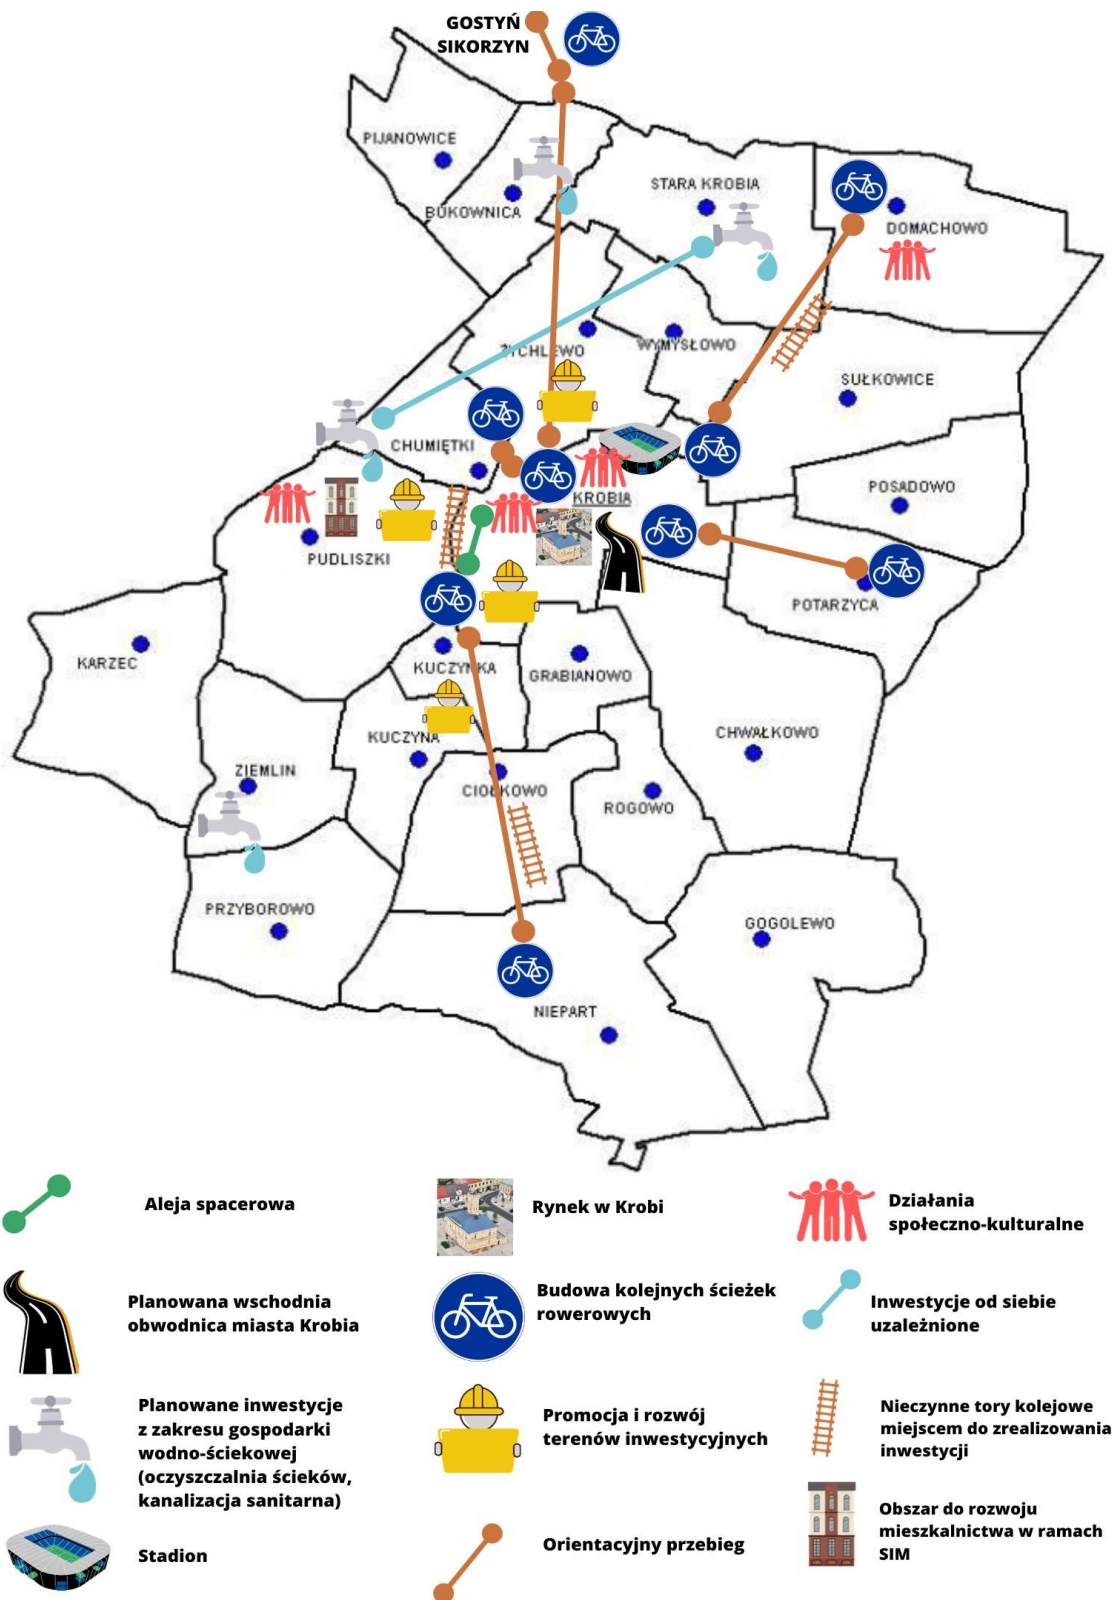 GOSTYŃ
SIKORZYN
PIJANOWICE
BUKOWNICA
STARA KROBIA
DOMACHOWO
ŻYCHLEWO
WYMYSŁOWO
SUŁKOWICE
CHUMIĘTKI
POSADOWO
KROBIA
PUDLISZKI
POTARZYCA
KARZEC
KUCZYNKA
GRABIANOWO
KUCZYNA
CHWAŁKOWO
ZIEMLIN
CIOŁKOWO
ROGOWO
PRZYBOROWO
GOGOLEWO
NIEPART
Aleja spacerowa
Rynek w Krobi
Działania
społeczno-kulturalne
Planowana wschodnia
obwodnica miasta Krobia
Budowa kolejnych ścieżek
rowerowych
Inwestycje od siebie
uzależnione
Planowane inwestycje
z zakresu gospodarki
wodno-ściekowej
(oczyszczalnia ścieków,
kanalizacja sanitarna)
Promocja i rozwój
terenów inwestycyjnych
Nieczynne tory kolejowe
miejscem do zrealizowania
inwestycji
Stadion
Orientacyjny przebieg
Obszar do rozwoju
mieszkalnictwa w ramach
SIM